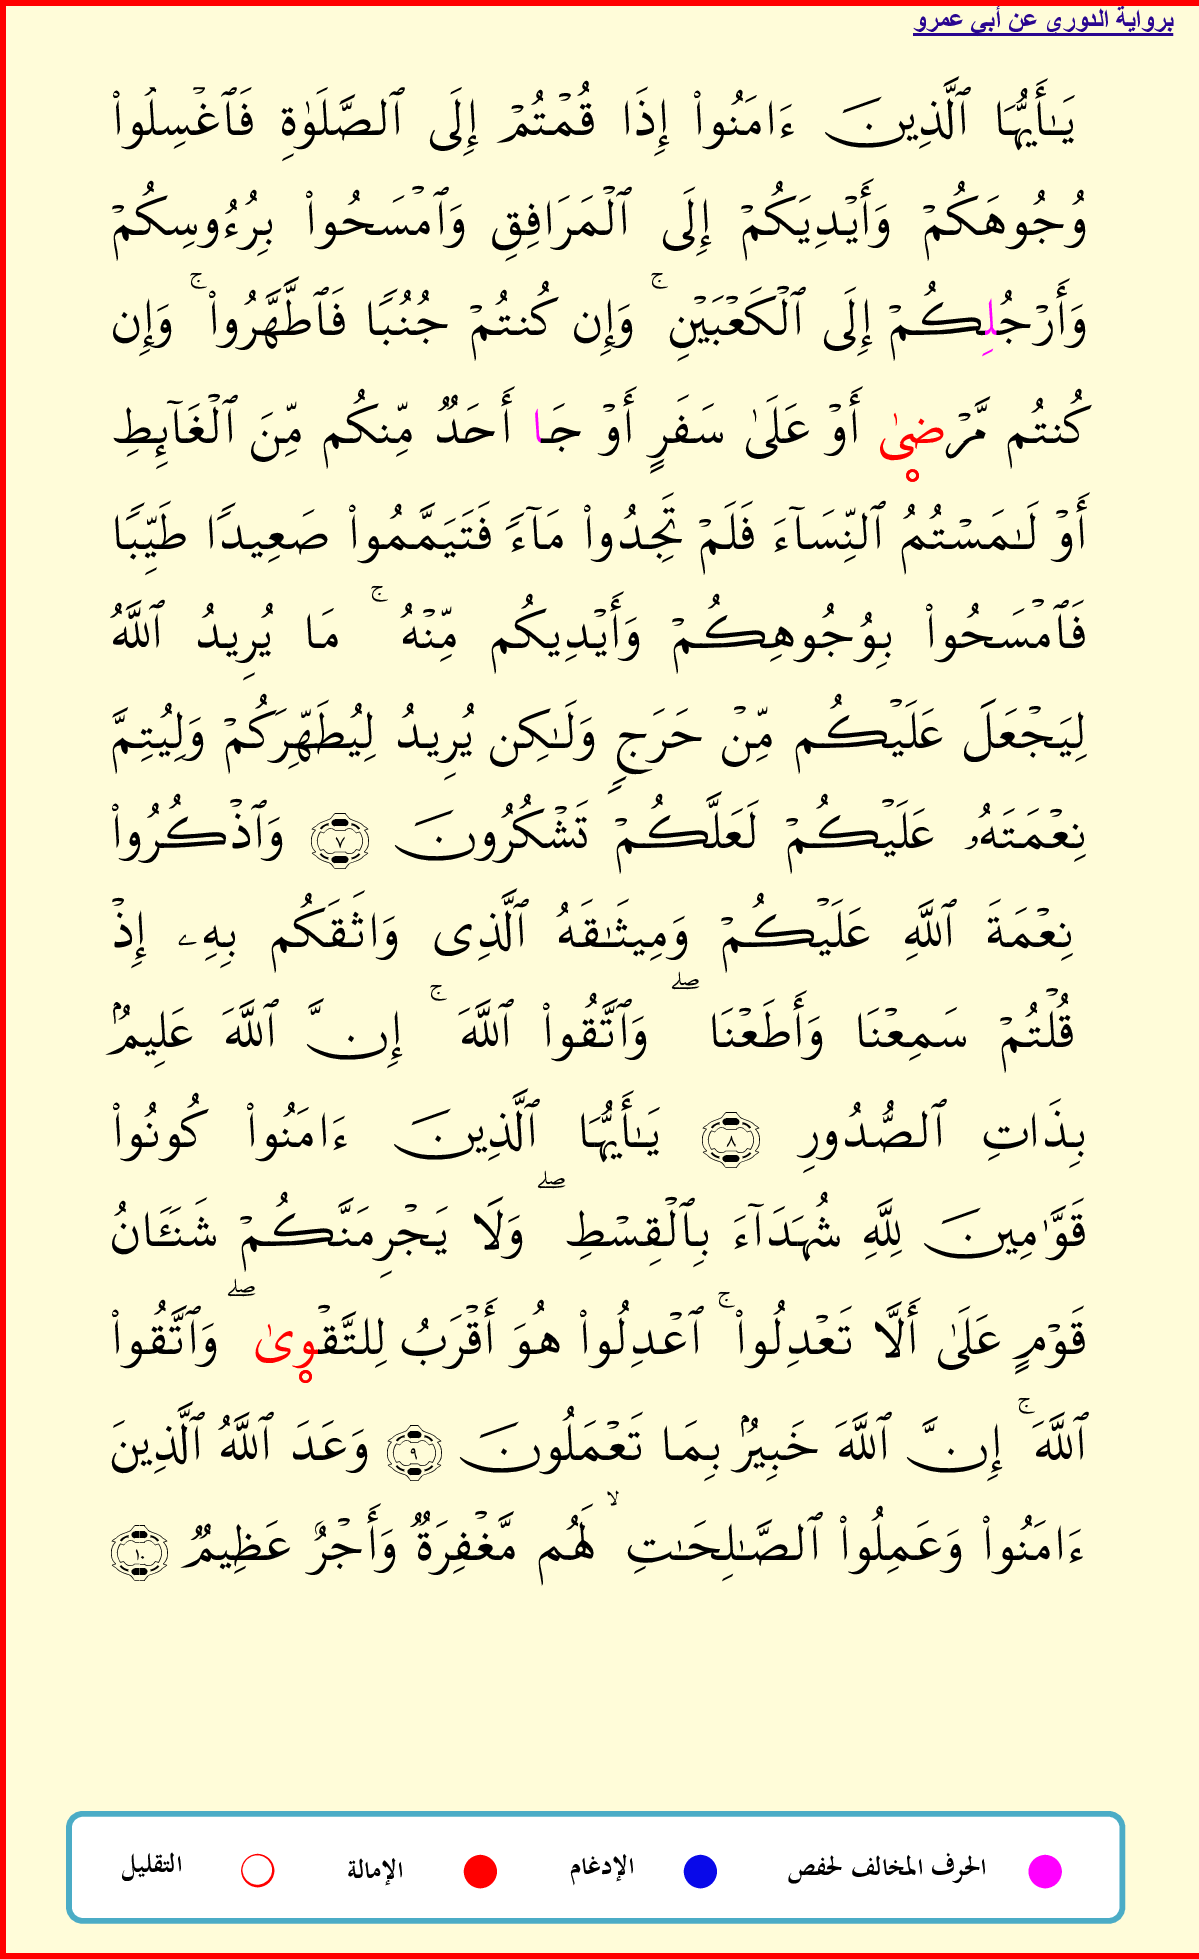 برواية الدوري عن أبي عمرو
يَـٰٓأَيُّهَا ٱلَّذِينَ ءَامَنُوا۟ إِذَا قُمْتُمْ إِلَى ٱلصَّلَوٰةِ فَٱغْسِلُوا۟
وُجُوهَكُمْ وَأَيْدِيَكُمْ إِلَى ٱلْمَرَافِقِ وَٱمْسَحُوا۟ بِرُءُوسِكُمْ
وَأَرْجُلِكُمْ إِلَى ٱلْكَعْبَيْنِ ۚ وَإِن كُنتُمْ جُنُبًا فَٱطَّهَّرُوا۟ ۚ وَإِن
كُنتُم مَّرْضىٰ أَوْ عَلَىٰ سَفَرٍ أَوْ جَا أَحَدٌ مِّنكُم مِّنَ ٱلْغَآئِطِ
أَوْ لَـٰمَسْتُمُ ٱلنِّسَآءَ فَلَمْ تَجِدُوا۟ مَآءً فَتَيَمَّمُوا۟ صَعِيدًا طَيِّبًا
فَٱمْسَحُوا۟ بِوُجُوهِكُمْ وَأَيْدِيكُم مِّنْهُ ۚ مَا يُرِيدُ ٱللَّهُ
لِيَجْعَلَ عَلَيْكُم مِّنْ حَرَجٍ وَلَـٰكِن يُرِيدُ لِيُطَهِّرَكُمْ وَلِيُتِمَّ
نِعْمَتَهُۥ عَلَيْكُمْ لَعَلَّكُمْ تَشْكُرُونَ ٧ وَٱذْكُرُوا۟
نِعْمَةَ ٱللَّهِ عَلَيْكُمْ وَمِيثَـٰقَهُ ٱلَّذِى وَاثَقَكُم بِهِۦ إِذْ
قُلْتُمْ سَمِعْنَا وَأَطَعْنَا ۖ وَٱتَّقُوا۟ ٱللَّهَ ۚ إِنَّ ٱللَّهَ عَلِيمٌۢ
بِذَاتِ ٱلصُّدُورِ ٨ يَـٰٓأَيُّهَا ٱلَّذِينَ ءَامَنُوا۟ كُونُوا۟
قَوَّٰمِينَ لِلَّهِ شُهَدَآءَ بِٱلْقِسْطِ ۖ وَلَا يَجْرِمَنَّكُمْ شَنَـَٔانُ
قَوْمٍ عَلَىٰ أَلَّا تَعْدِلُوا۟ ۚ ٱعْدِلُوا۟ هُوَ أَقْرَبُ لِلتَّقْوىٰ ۖ وَٱتَّقُوا۟
ٱللَّهَ ۚ إِنَّ ٱللَّهَ خَبِيرٌۢ بِمَا تَعْمَلُونَ ٩ وَعَدَ ٱللَّهُ ٱلَّذِينَ
ءَامَنُوا۟ وَعَمِلُوا۟ ٱلصَّـٰلِحَـٰتِ ۙ لَهُم مَّغْفِرَةٌ وَأَجْرٌ عَظِيمٌ ١٠
الحرف المخالف لحفص الإدغام الإمالة التقليل